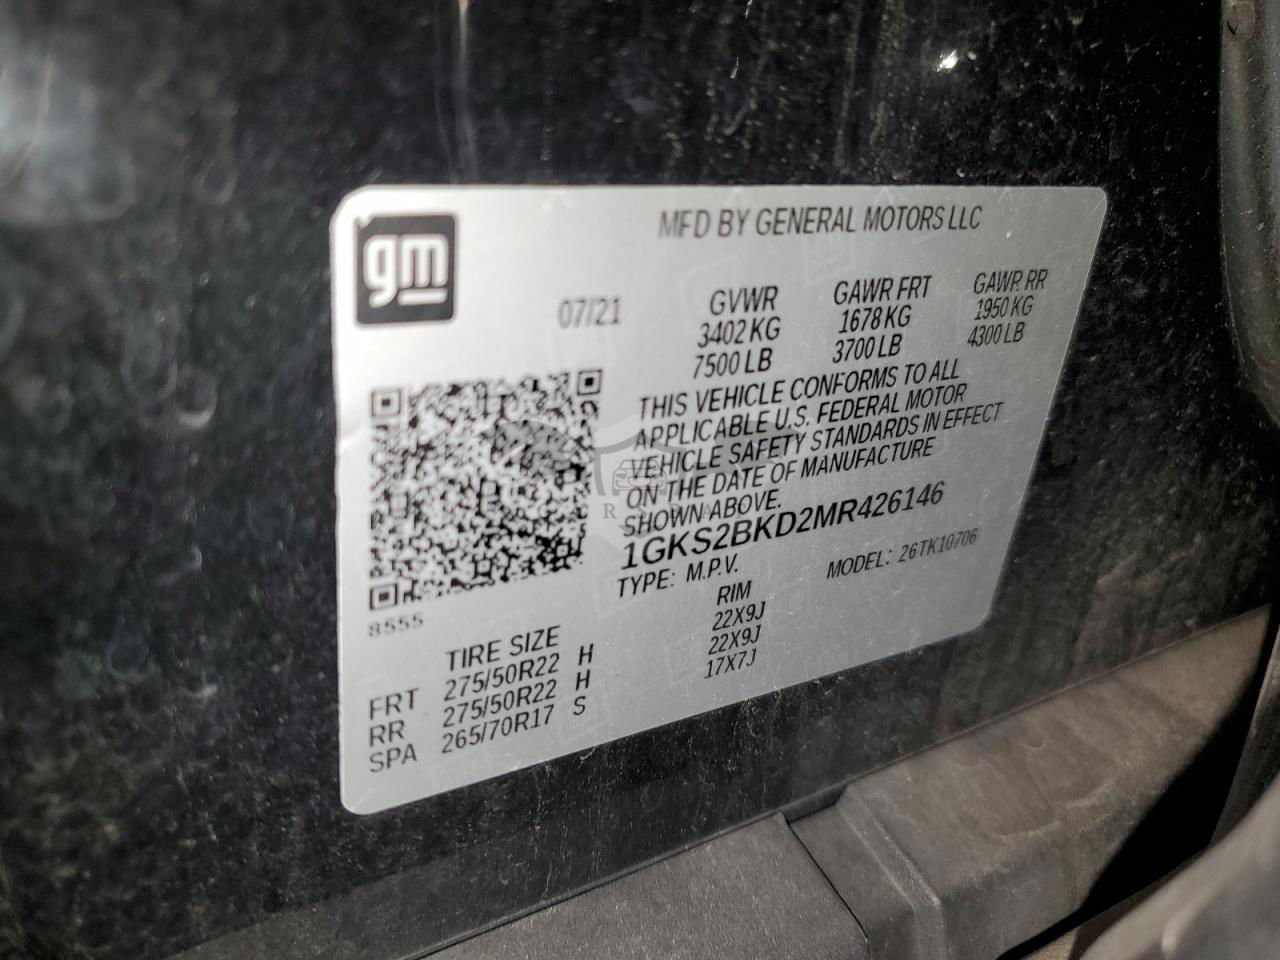 gm
MFD BY GENERAL MOTORS LLC
07/21
GVWR GAWR FRT GAWR RR
3402 KG 1678 KG 1950 KG
7500 LB 3700 LB 4300 LB
THIS VEHICLE CONFORMS TO ALL
APPLICABLE U.S. FEDERAL MOTOR
VEHICLE SAFETY STANDARDS IN EFFECT
ON THE DATE OF MANUFACTURE
SHOWN ABOVE.
1GKS2BKD2MR426146
TYPE: M.P.V. MODEL: 26TK10706
8555
TIRE SIZE RIM
FRT 275/50R22 H 22X9J
RR 275/50R22 H 22X9J
SPA 265/70R17 S 17X7J